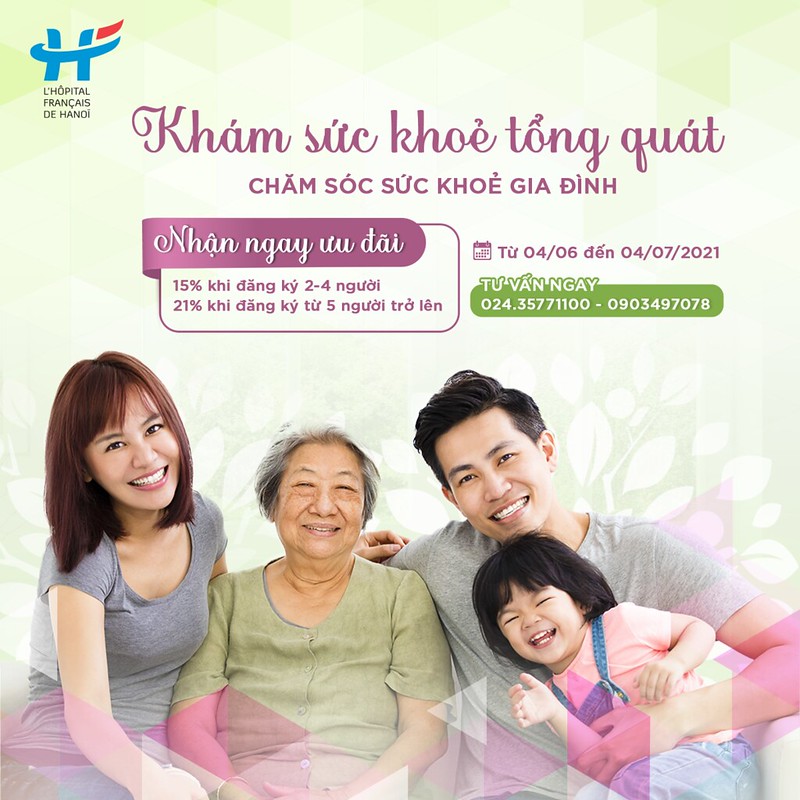 L'HÔPITAL
FRANÇAIS
DE HANOÏ
Khám sức khoẻ tổng quát
CHĂM SÓC SỨC KHOẺ GIA ĐÌNH
Nhận ngay ưu đãi
15% khi đăng ký 2-4 người
21% khi đăng ký từ 5 người trở lên
Từ 04/06 đến 04/07/2021
TƯ VẤN NGAY
024.35771100 - 0903497078